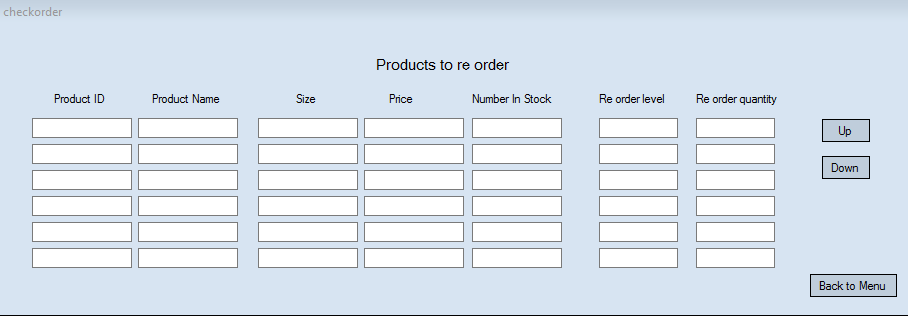 checkorder
Products to re order
Product ID Product Name Size Price Number In Stock Re order level Re order quantity
Up
Down
Back to Menu